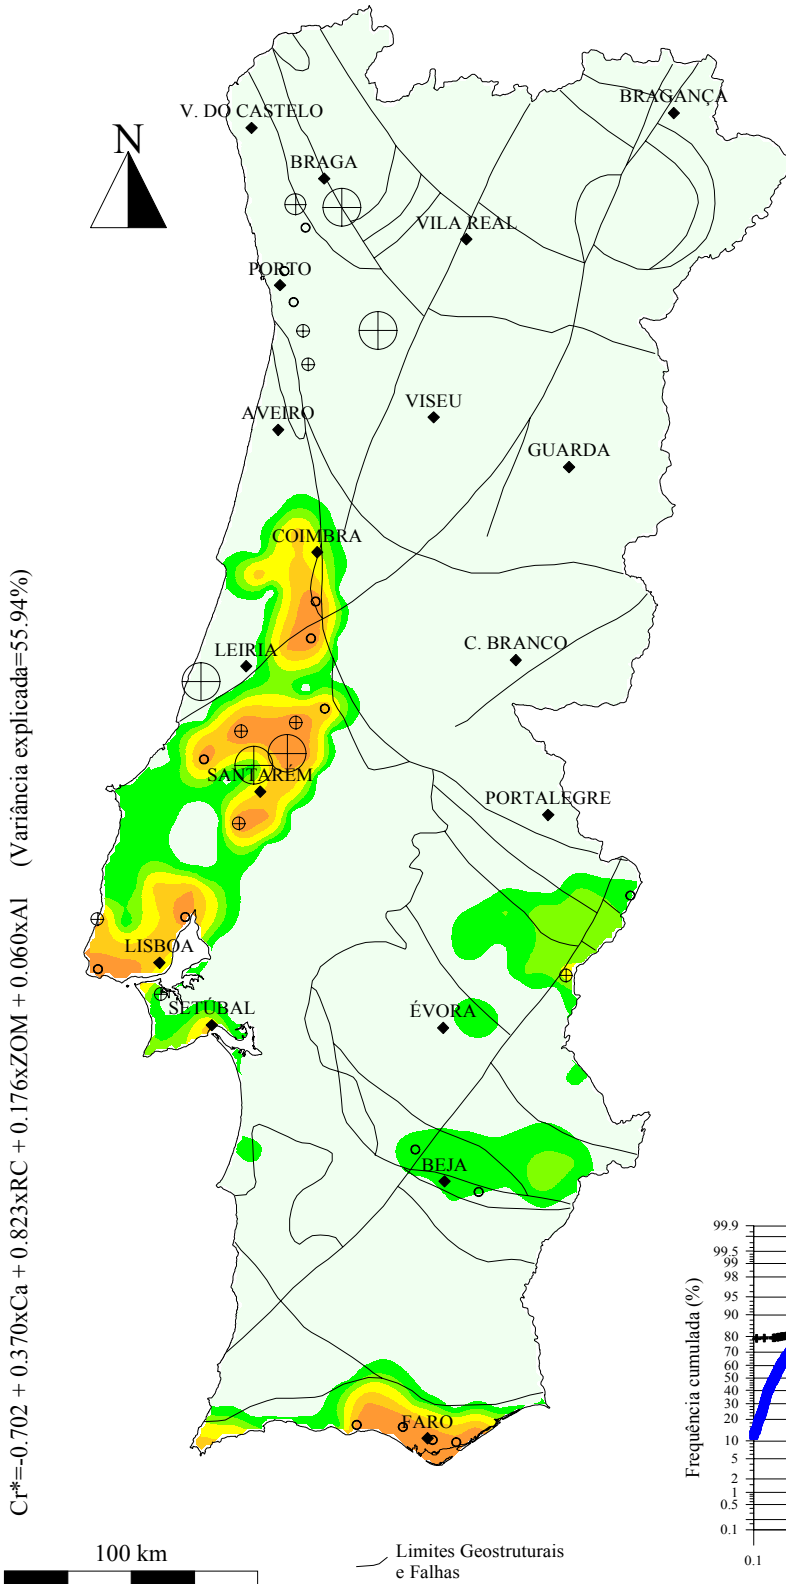 BRAGANÇA
V. DO CASTELO
N
BRAGA
VILA REAL
PORTO
VISEU
AVEIRO
GUARDA
COIMBRA
C. BRANCO
LEIRIA
SANTARÉM
PORTALEGRE
LISBOA
SETÚBAL
ÉVORA
BEJA
FARO
Cr*=-0.702 + 0.370xCa + 0.823xRC + 0.176xZOM + 0.060xAl (Variância explicada=55.94%)
Frequência cumulada (%)
99.9
99.5
99
98
95
90
80
70
60
50
40
30
20
10
5
2
1
0.5
0.1
0.1
100 km
Limites Geostruturais
e Falhas